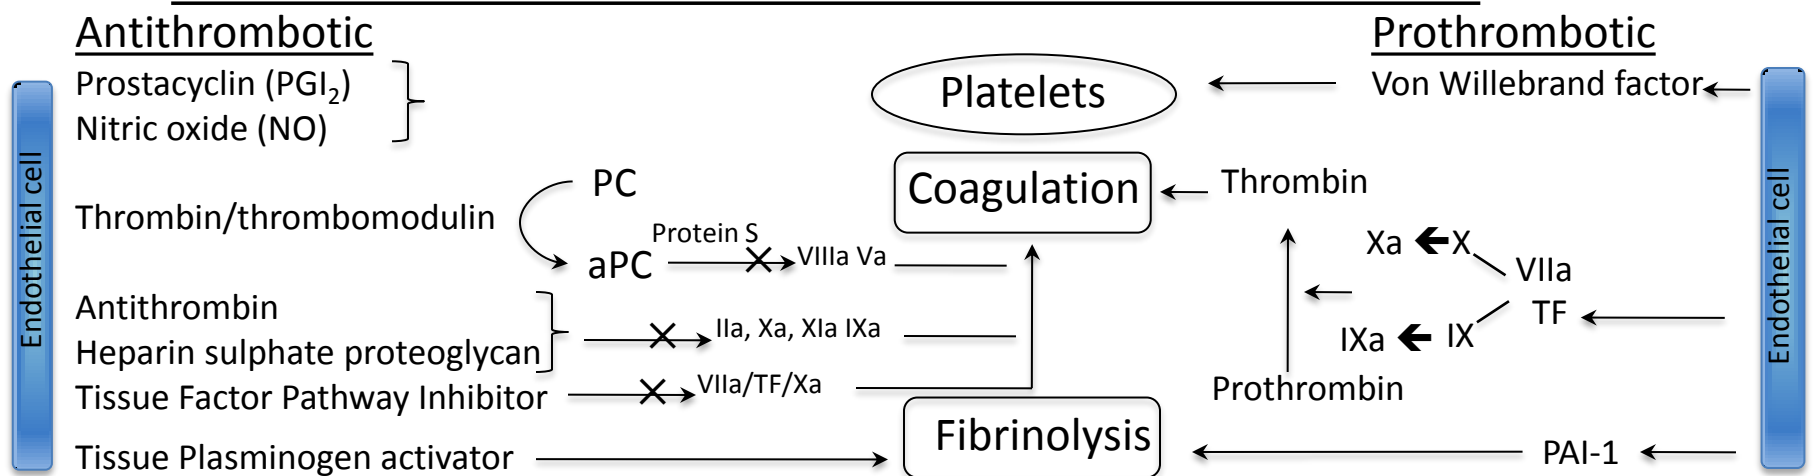 Antithrombotic
Prostacyclin (PGI₂)
Nitric oxide (NO)
Thrombin/thrombomodulin
PC
Protein S
aPC
VIIIa Va
Antithrombin
Heparin sulphate proteoglycan
IIa, Xa, XIa IXa
Tissue Factor Pathway Inhibitor
VIIa/TF/Xa
Tissue Plasminogen activator
Endothelial cell
Platelets
Coagulation
Fibrinolysis
Prothrombotic
Von Willebrand factor
Thrombin
Xa X
VIIa
TF
IXa IX
Prothrombin
PAI-1
Endothelial cell